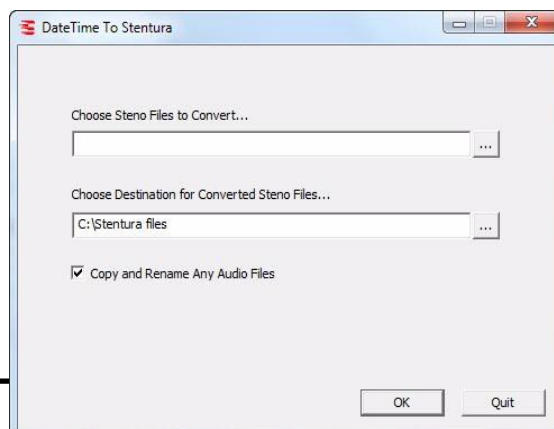 DateTime To Stentura
Choose Steno Files to Convert...
...
Choose Destination for Converted Steno Files...
C:\Stentura files
...
Copy and Rename Any Audio Files
OK
Quit